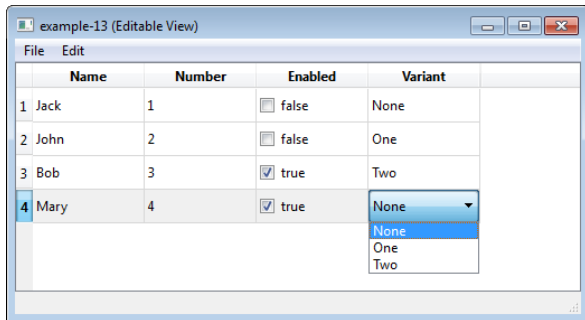 example-13 (Editable View)
File Edit
Name Number Enabled Variant
1 Jack 1 false None
2 John 2 false One
3 Bob 3 true Two
4 Mary 4 true None
None
One
Two